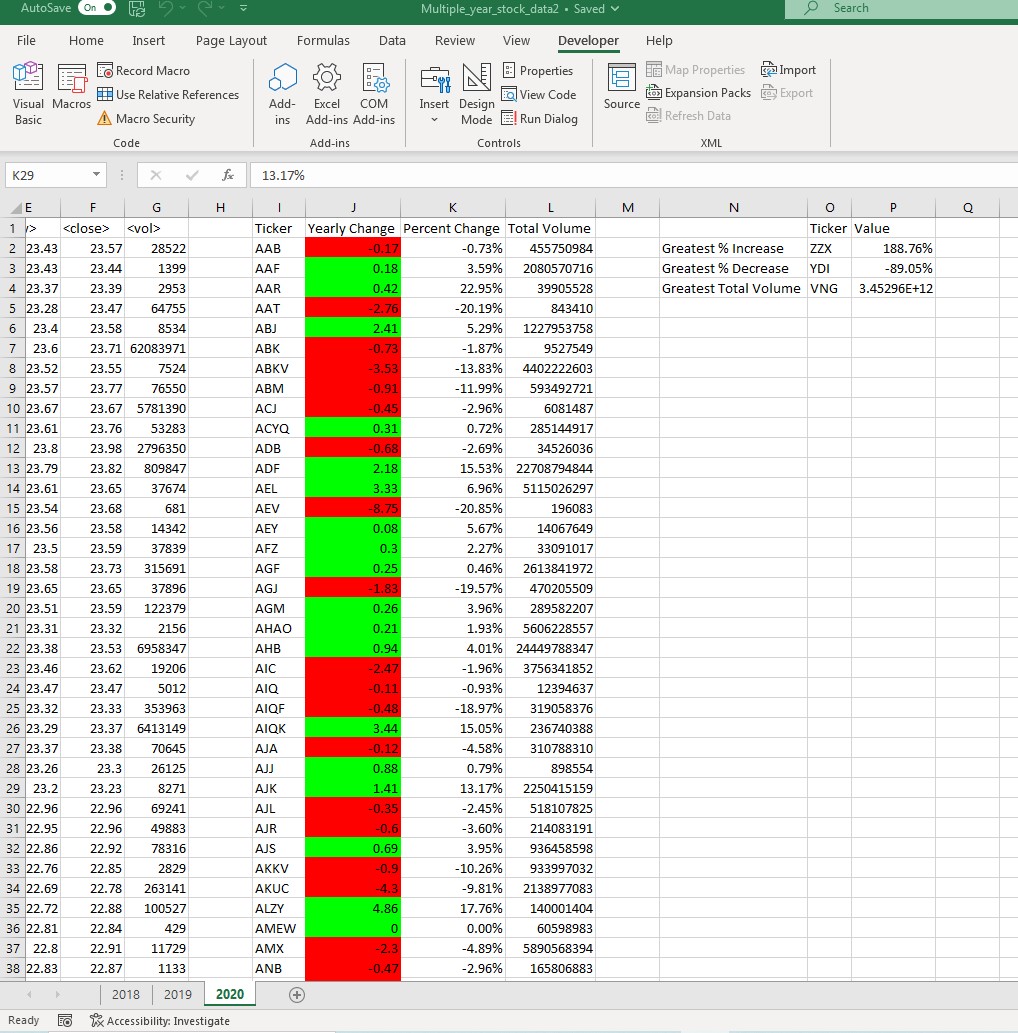 AutoSave On Multiple_year_stock_data2 • Saved Search
File Home Insert Page Layout Formulas Data Review View Developer Help
Visual Basic Macros Record Macro Use Relative References Macro Security Code
Add-ins Excel Add-ins COM Add-ins Add-ins
Insert Design Mode Properties View Code Run Dialog Controls
Source Map Properties Expansion Packs Refresh Data Import Export XML
K29 fx 13.17%
E F G H I J K L M N O P Q
1 /> <close> <vol> Ticker Yearly Change Percent Change Total Volume Ticker Value
2 23.43 23.57 28522 AAB -0.17 -0.73% 455750984 Greatest % Increase ZZX 188.76%
3 23.43 23.44 1399 AAF 0.18 3.59% 2080570716 Greatest % Decrease YDI -89.05%
4 23.37 23.39 2953 AAR 0.42 22.95% 39905528 Greatest Total Volume VNG 3.45296E+12
5 23.28 23.47 64755 AAT -2.76 -20.19% 843410
6 23.4 23.58 8534 ABJ 2.41 5.29% 1227953758
7 23.6 23.71 62083971 ABK -0.73 -1.87% 9527549
8 23.52 23.55 7524 ABKV -3.53 -13.83% 4402222603
9 23.57 23.77 76550 ABM -0.91 -11.99% 593492721
10 23.67 23.67 5781390 ACJ -0.45 -2.96% 6081487
11 23.61 23.76 53283 ACYQ 0.31 0.72% 285144917
12 23.8 23.98 2796350 ADB -0.68 -2.69% 34526036
13 23.79 23.82 809847 ADF 2.18 15.53% 22708794844
14 23.61 23.65 37674 AEL 3.33 6.96% 5115026297
15 23.54 23.68 681 AEV -8.75 -20.85% 196083
16 23.56 23.58 14342 AEY 0.08 5.67% 14067649
17 23.5 23.59 37839 AFZ 0.3 2.27% 33091017
18 23.58 23.73 315691 AGF 0.25 0.46% 2613841972
19 23.65 23.65 37896 AGJ -1.83 -19.57% 470205509
20 23.51 23.59 122379 AGM 0.26 3.96% 289582207
21 23.31 23.32 2156 AHAO 0.21 1.93% 5606228557
22 23.38 23.53 6958347 AHB 0.94 4.01% 24449788347
23 23.46 23.62 19206 AIC -2.47 -1.96% 3756341852
24 23.47 23.47 5012 AIQ -0.11 -0.93% 12394637
25 23.32 23.33 353963 AIQF -0.48 -18.97% 319058376
26 23.29 23.37 6413149 AIQK 3.44 15.05% 236740388
27 23.37 23.38 70645 AJA -0.12 -4.58% 310788310
28 23.26 23.3 26125 AJJ 0.88 0.79% 898554
29 23.2 23.23 8271 AJK 1.41 13.17% 2250415159
30 22.96 22.96 69241 AJL -0.35 -2.45% 518107825
31 22.95 22.96 49883 AJR -0.6 -3.60% 214083191
32 22.86 22.92 78316 AJS 0.69 3.95% 936458598
33 22.76 22.85 2829 AKKV -0.9 -10.26% 933997032
34 22.69 22.78 263141 AKUC -4.3 -9.81% 2138977083
35 22.72 22.88 100527 ALZY 4.86 17.76% 140001404
36 22.81 22.84 429 AMEW 0 0.00% 60598983
37 22.8 22.91 11729 AMX -2.3 -4.89% 5890568394
38 22.83 22.87 1133 ANB -0.47 -2.96% 165806883
2018 2019 2020
Ready Accessibility: Investigate